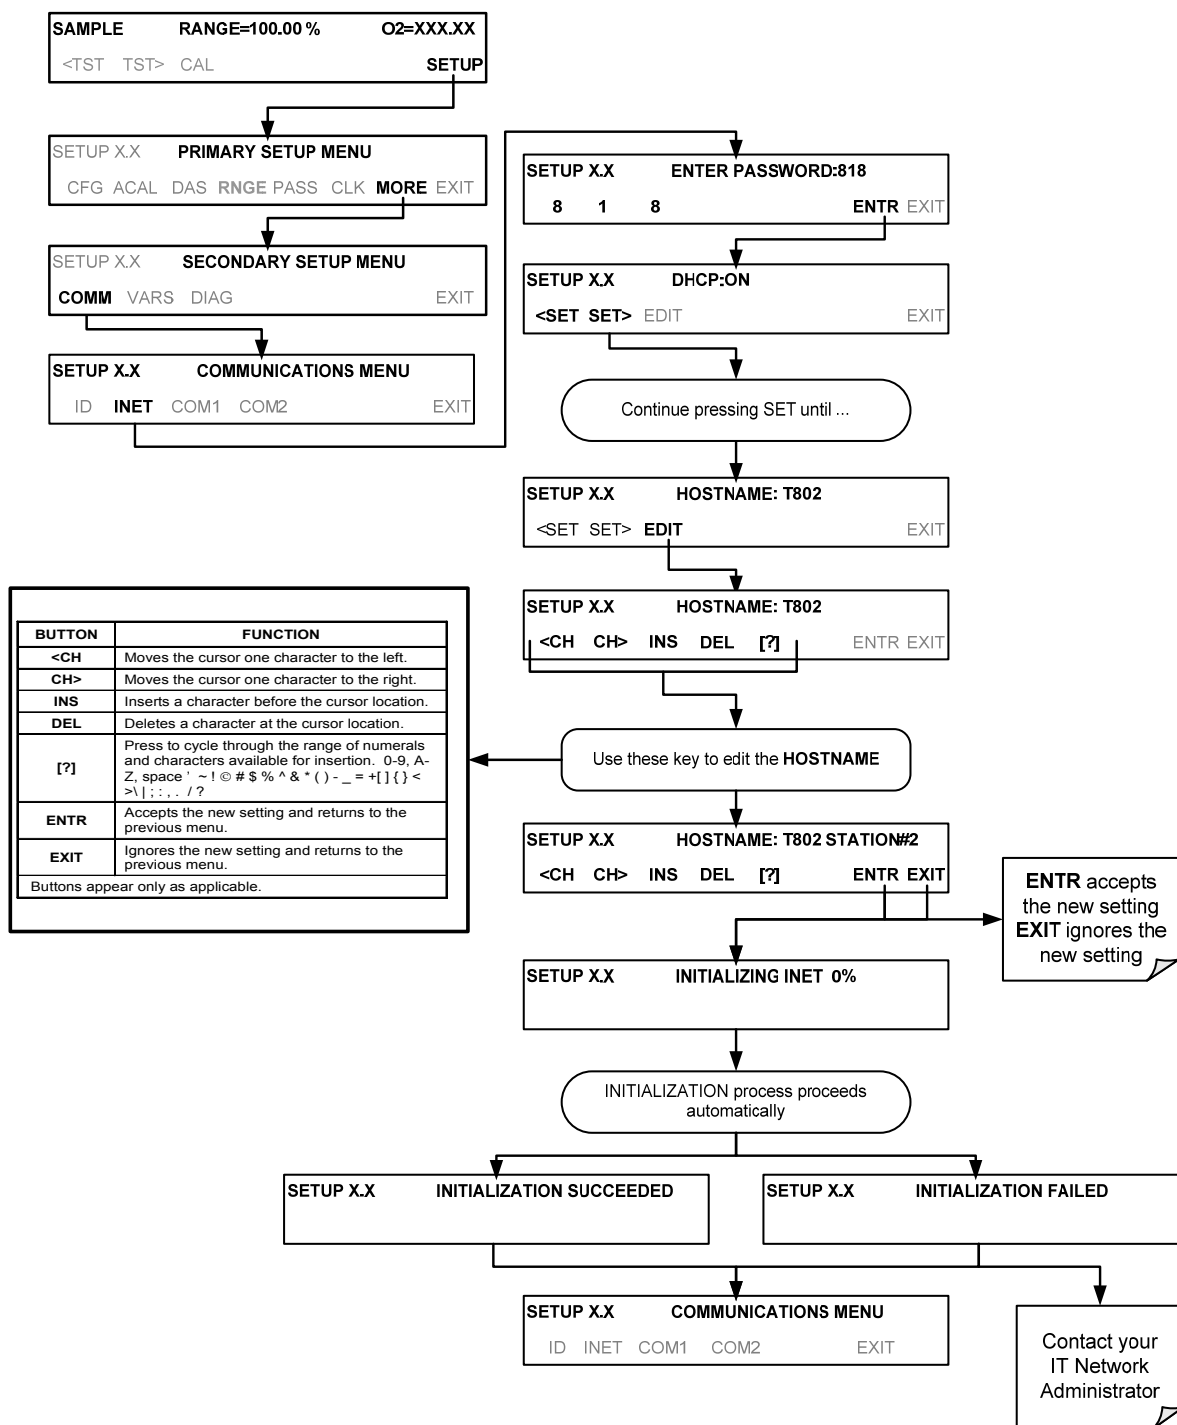 SAMPLE RANGE=100.00 % O2=XXX.XX
<TST TST> CAL SETUP
SETUP X.X PRIMARY SETUP MENU
CFG ACAL DAS RNGE PASS CLK MORE EXIT
SETUP X.X SECONDARY SETUP MENU
COMM VARS DIAG EXIT
SETUP X.X COMMUNICATIONS MENU
ID INET COM1 COM2 EXIT
SETUP X.X ENTER PASSWORD:818
8 1 8 ENTR EXIT
SETUP X.X DHCP:ON
<SET SET> EDIT EXIT
Continue pressing SET until ...
SETUP X.X HOSTNAME: T802
<SET SET> EDIT EXIT
SETUP X.X HOSTNAME: T802
<CH CH> INS DEL [?] ENTR EXIT
Use these key to edit the HOSTNAME
BUTTON FUNCTION
<CH Moves the cursor one character to the left.
CH> Moves the cursor one character to the right.
INS Inserts a character before the cursor location.
DEL Deletes a character at the cursor location.
[?] Press to cycle through the range of numerals
and characters available for insertion. 0-9, A-
Z, space ' ~ ! © # $ % ^ & * ( ) - _ = +[ ] { } <
>\ | ; : , . / ?
ENTR Accepts the new setting and returns to the
previous menu.
EXIT Ignores the new setting and returns to the
previous menu.
Buttons appear only as applicable.
SETUP X.X HOSTNAME: T802 STATION#2
<CH CH> INS DEL [?] ENTR EXIT
ENTR accepts
the new setting
EXIT ignores the
new setting
SETUP X.X INITIALIZING INET 0%
INITIALIZATION process proceeds
automatically
SETUP X.X INITIALIZATION SUCCEEDED
SETUP X.X INITIALIZATION FAILED
SETUP X.X COMMUNICATIONS MENU
ID INET COM1 COM2 EXIT
Contact your
IT Network
Administrator